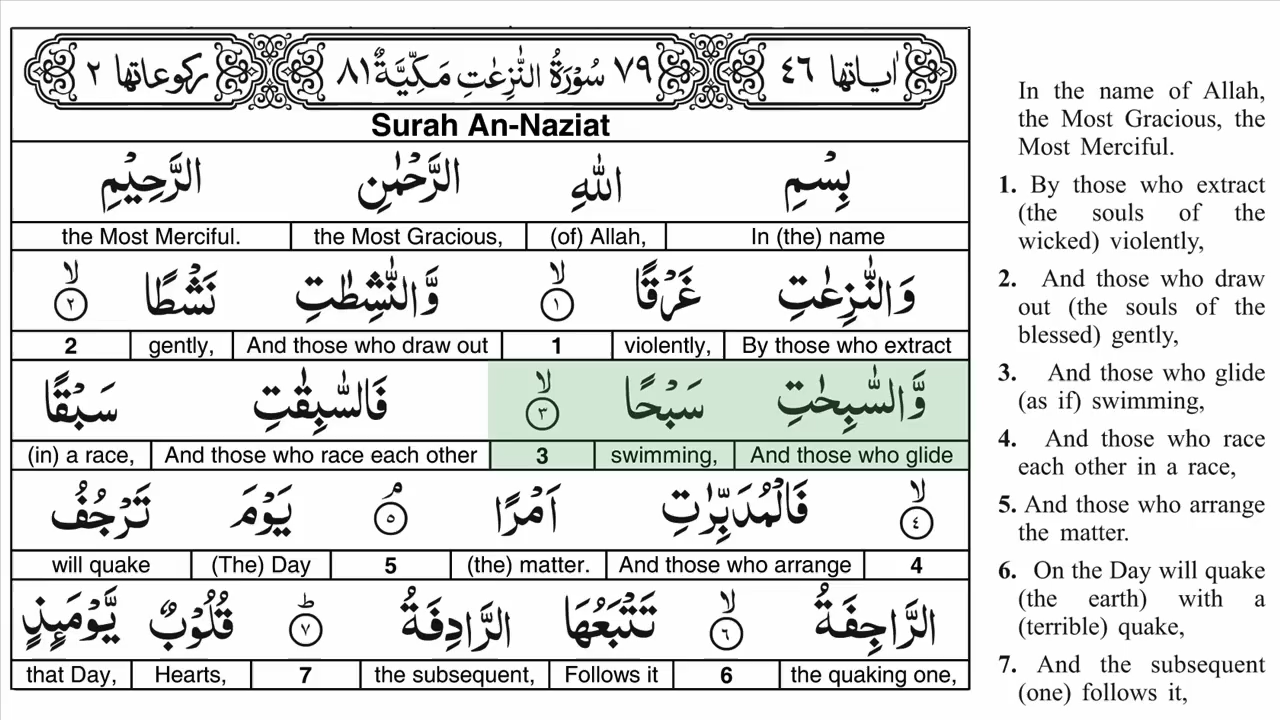 اٰیاتها ٤٦
٧٩ سُوْرَةُ النّٰزِعٰتِ مَكِّيَّةٌ ٨١
رکوعاتها ٢
Surah An-Naziat
بِسْمِ اللّٰهِ الرَّحْمٰنِ الرَّحِيْمِ
In (the) name (of) Allah, the Most Gracious, the Most Merciful.
وَالنّٰزِعٰتِ غَرْقًا ۙ ١ وَّالنّٰشِطٰتِ نَشْطًا ۙ ٢
By those who extract violently, 1 And those who draw out gently, 2
وَّالسّٰبِحٰتِ سَبْحًا ۙ ٣ فَالسّٰبِقٰتِ سَبْقًا
And those who glide swimming, 3 And those who race each other (in) a race,
ۙ ٤ فَالْمُدَبِّرٰتِ اَمْرًا ۘ ٥ يَوْمَ تَرْجُفُ
4 And those who arrange (the) matter. 5 (The) Day will quake
الرَّاجِفَةُ ۙ ٦ تَتْبَعُهَا الرَّادِفَةُ ؕ ٧ قُلُوْبٌ يَّوْمَئِذٍ
the quaking one, 6 Follows it the subsequent, 7 Hearts, that Day,
In the name of Allah,
the Most Gracious, the
Most Merciful.
1. By those who extract
(the souls of the
wicked) violently,
2. And those who draw
out (the souls of the
blessed) gently,
3. And those who glide
(as if) swimming,
4. And those who race
each other in a race,
5. And those who arrange
the matter.
6. On the Day will quake
(the earth) with a
(terrible) quake,
7. And the subsequent
(one) follows it,